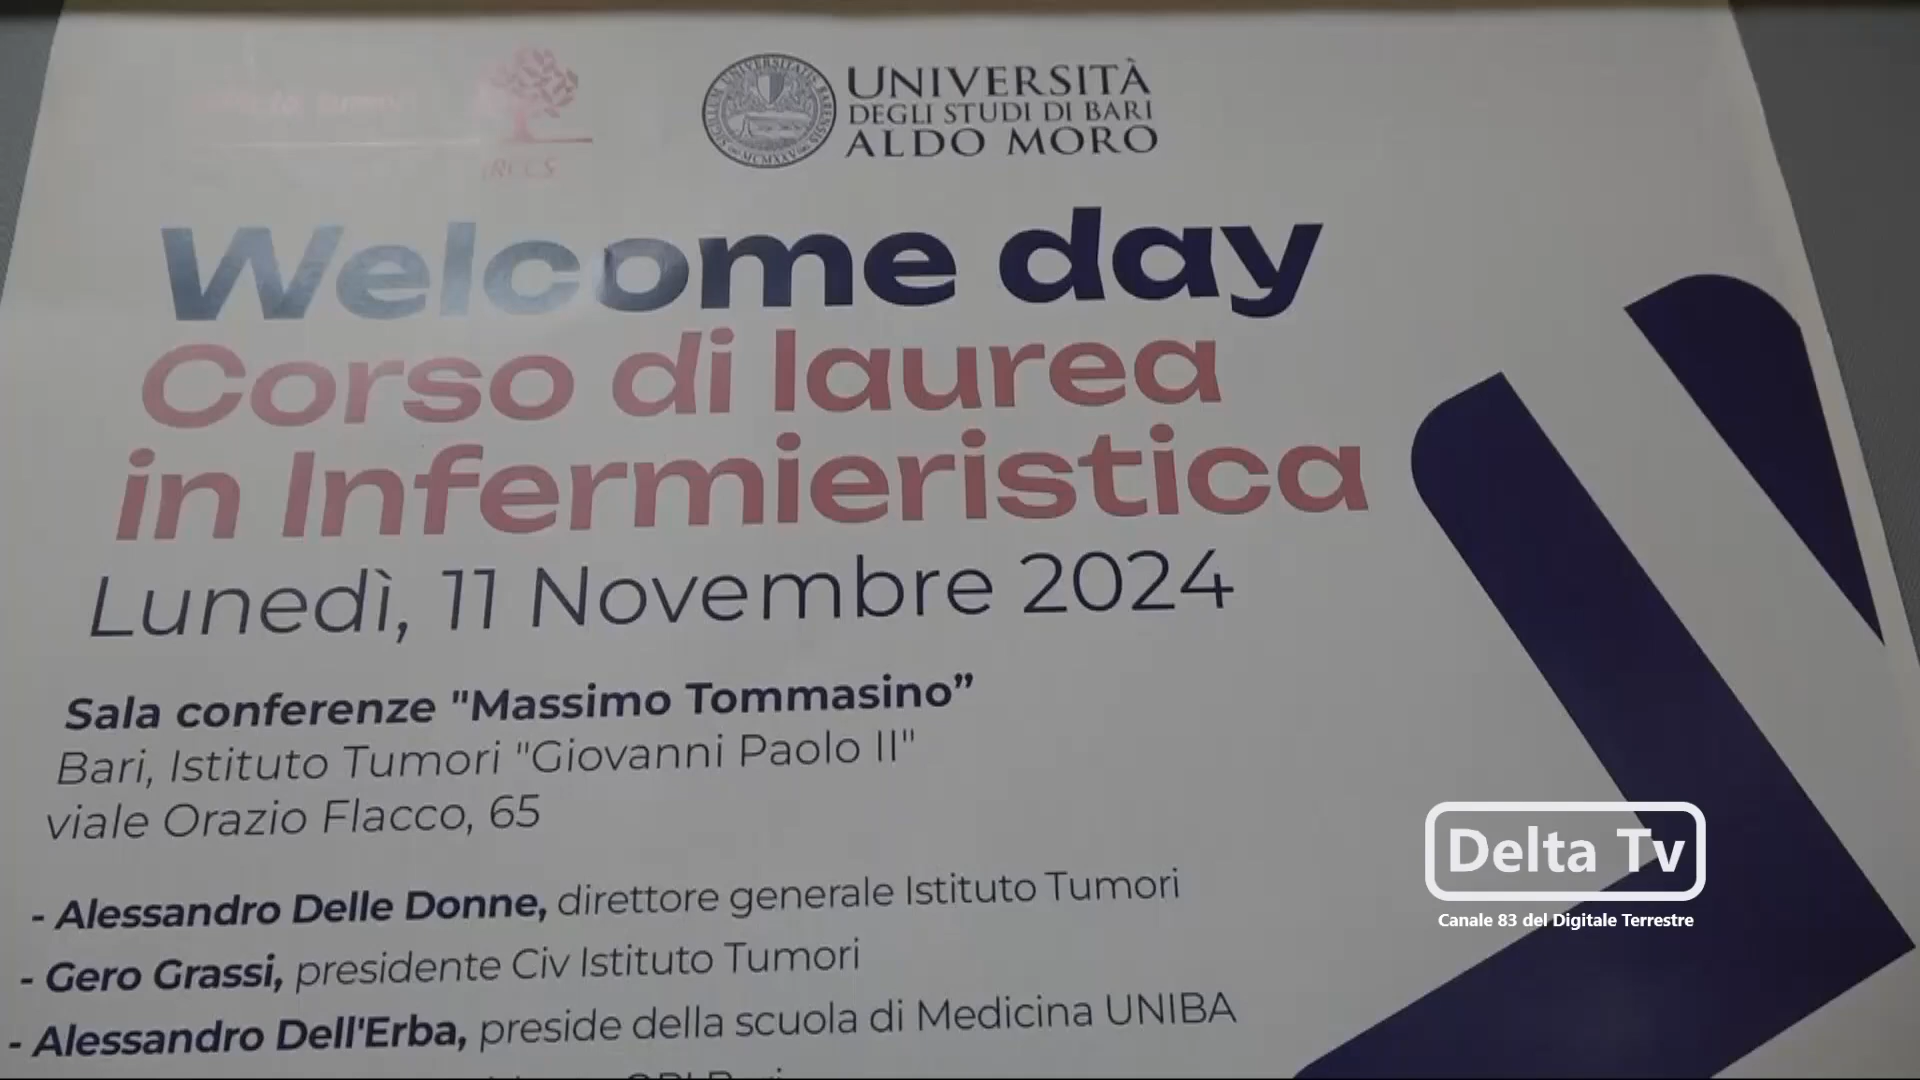 UNIVERSITÀ
DEGLI STUDI DI BARI
ALDO MORO
IRCCS
Welcome day
Corso di laurea
in Infermieristica
Lunedì, 11 Novembre 2024
Sala conferenze "Massimo Tommasino”
Bari, Istituto Tumori "Giovanni Paolo II"
viale Orazio Flacco, 65
- Alessandro Delle Donne, direttore generale Istituto Tumori
- Gero Grassi, presidente Civ Istituto Tumori
- Alessandro Dell'Erba, preside della scuola di Medicina UNIBA
Delta Tv
Canale 83 del Digitale Terrestre